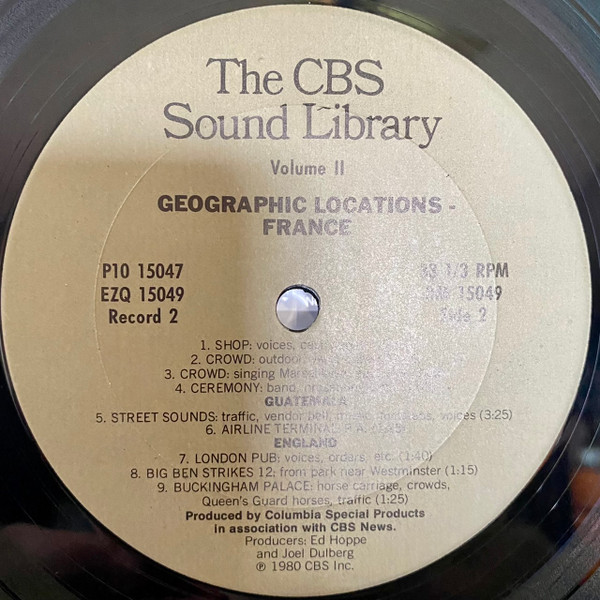 The CBS
Sound Library
Volume II
GEOGRAPHIC LOCATIONS -
FRANCE
P10 15047
33 1/3 RPM
EZQ 15049
15049
Record 2
Side 2
1. SHOP: voices,
2. CROWD: outdoor,
3. CROWD: singing
4. CEREMONY: band,
GUATEMALA
5. STREET SOUNDS: traffic, vendor bell, voices (3:25)
6. AIRLINE TERMINAL: P.A.
ENGLAND
7. LONDON PUB: voices, orders, etc. (1:40)
8. BIG BEN STRIKES 12: from park near Westminster (1:15)
9. BUCKINGHAM PALACE: horse carriage, crowds,
Queen's Guard horses, traffic (1:25)
Produced by Columbia Special Products
in association with CBS News.
Producers: Ed Hoppe
and Joel Dulberg
℗ 1980 CBS Inc.